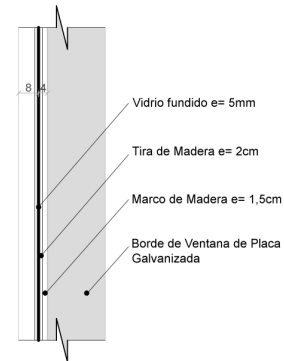 8 4
Vidrio fundido e= 5mm
Tira de Madera e= 2cm
Marco de Madera e= 1,5cm
Borde de Ventana de Placa
Galvanizada